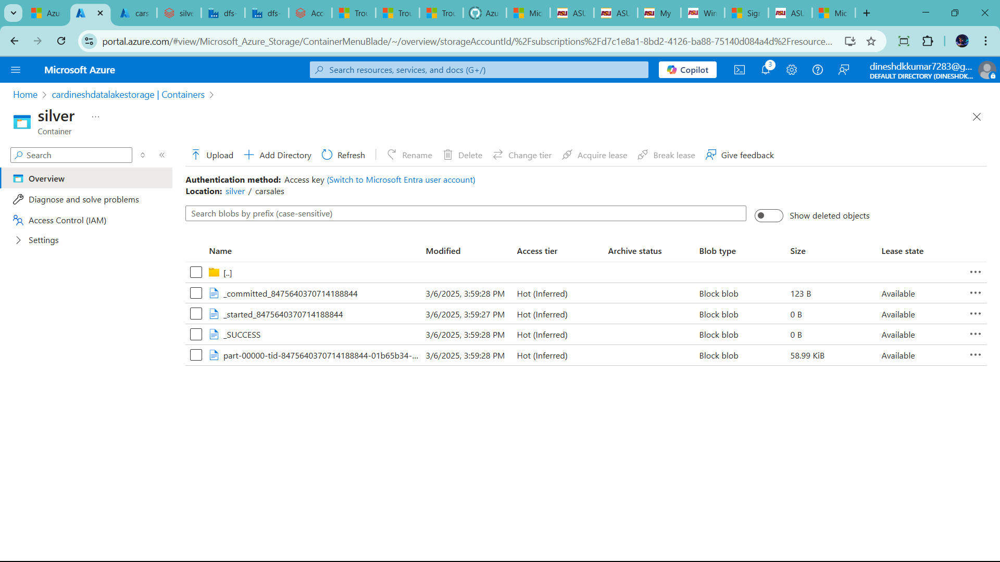 Azu
cars
silve
dfs-
dfs-
Acc
Trou
Trou
Trou
Azu
Mic
ASU
ASU
My
Win
Sign
ASU
Mic
portal.azure.com/#view/Microsoft_Azure_Storage/ContainerMenuBlade/~/overview/storageAccountId/%2Fsubscriptions%2Fd7c1e8a1-8bd2-4126-ba88-75140d084a4d%2Fresource...
Microsoft Azure
Search resources, services, and docs (G+/)
Copilot
3
dineshdkkumar7283@g...
DEFAULT DIRECTORY (DINESHDK...
Home > cardineshdatalakestorage | Containers >
silver ...
Container
Search
Upload Add Directory Refresh Rename Delete Change tier Acquire lease Break lease Give feedback
Overview
Diagnose and solve problems
Access Control (IAM)
Settings
Authentication method: Access key (Switch to Microsoft Entra user account)
Location: silver / carsales
Search blobs by prefix (case-sensitive)
Show deleted objects
Name Modified Access tier Archive status Blob type Size Lease state
[..]
_committed_8475640370714188844 3/6/2025, 3:59:28 PM Hot (Inferred) Block blob 123 B Available
_started_8475640370714188844 3/6/2025, 3:59:27 PM Hot (Inferred) Block blob 0 B Available
_SUCCESS 3/6/2025, 3:59:28 PM Hot (Inferred) Block blob 0 B Available
part-00000-tid-8475640370714188844-01b65b34-... 3/6/2025, 3:59:28 PM Hot (Inferred) Block blob 58.99 KiB Available